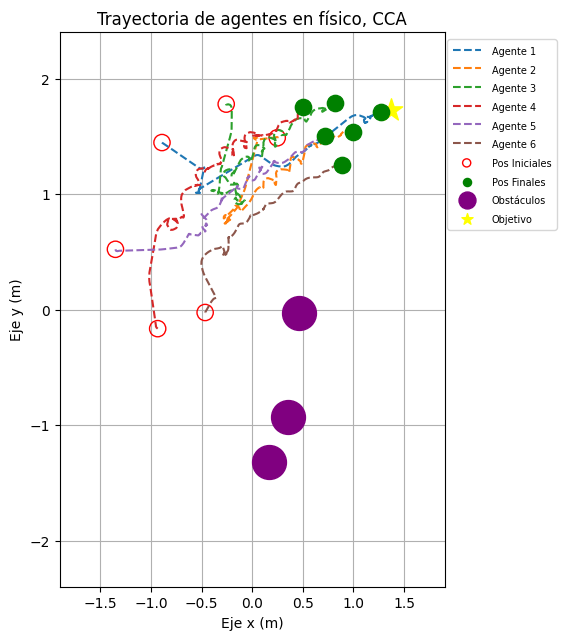 Trayectoria de agentes en físico, CCA
Agente 1
Agente 2
Agente 3
Agente 4
Agente 5
Agente 6
Pos Iniciales
Pos Finales
Obstáculos
Objetivo
2
1
0
−1
−2
Eje y (m)
−1.5 −1.0 −0.5 0.0 0.5 1.0 1.5
Eje x (m)